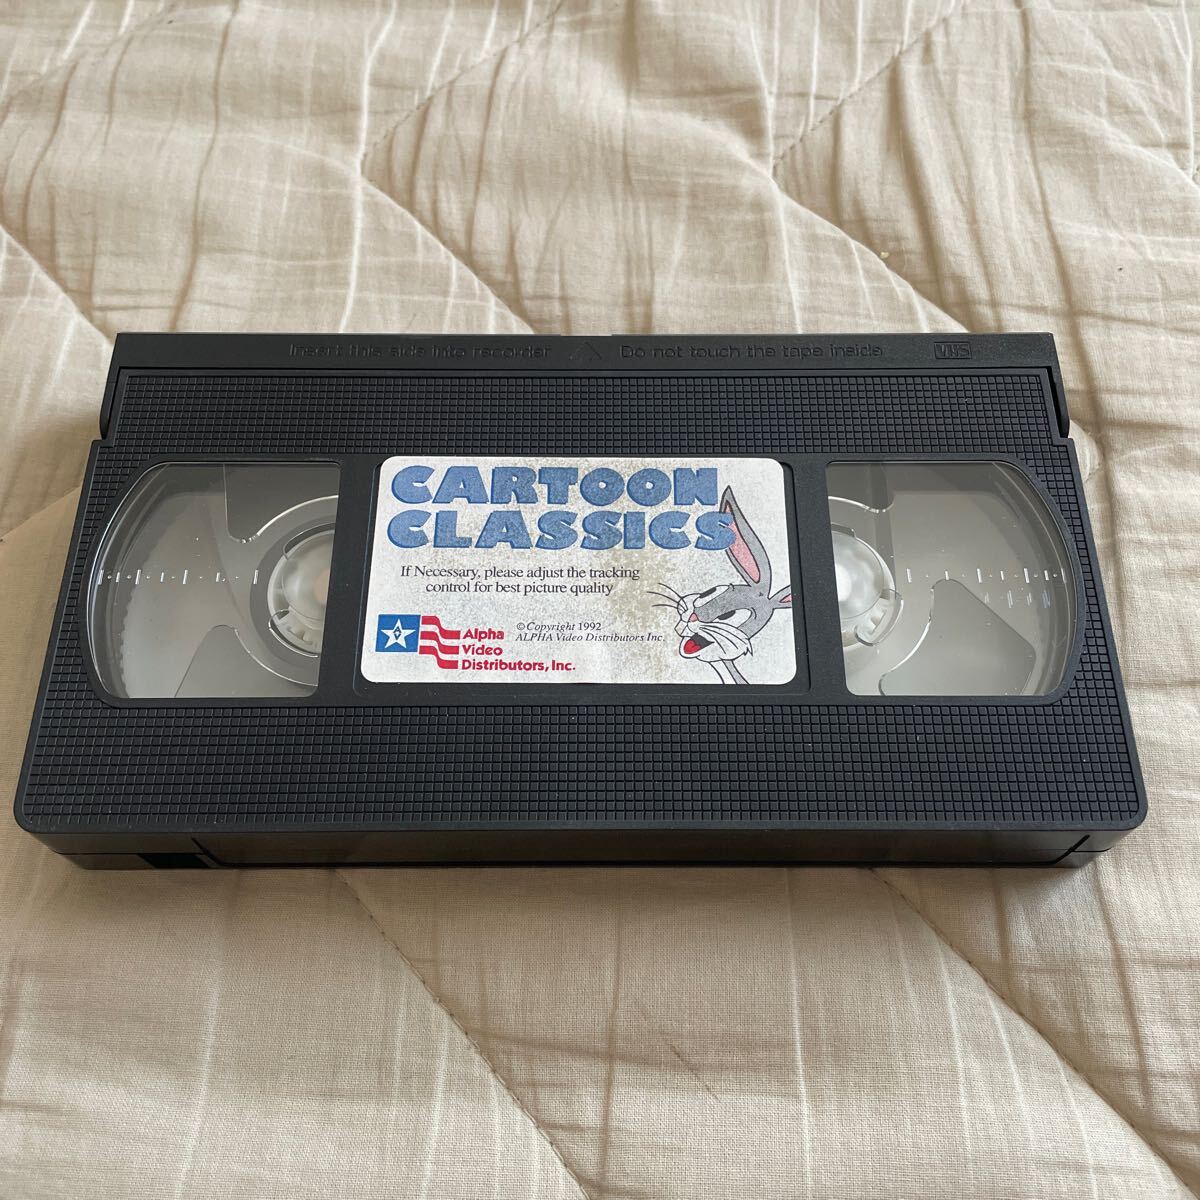 Insert this side into recorder Do not touch the tape inside VHS
CARTOON
CLASSICS
If Necessary, please adjust the tracking
control for best picture quality
© Copyright 1992
ALPHA Video Distributors Inc.
Alpha
Video
Distributors, Inc.